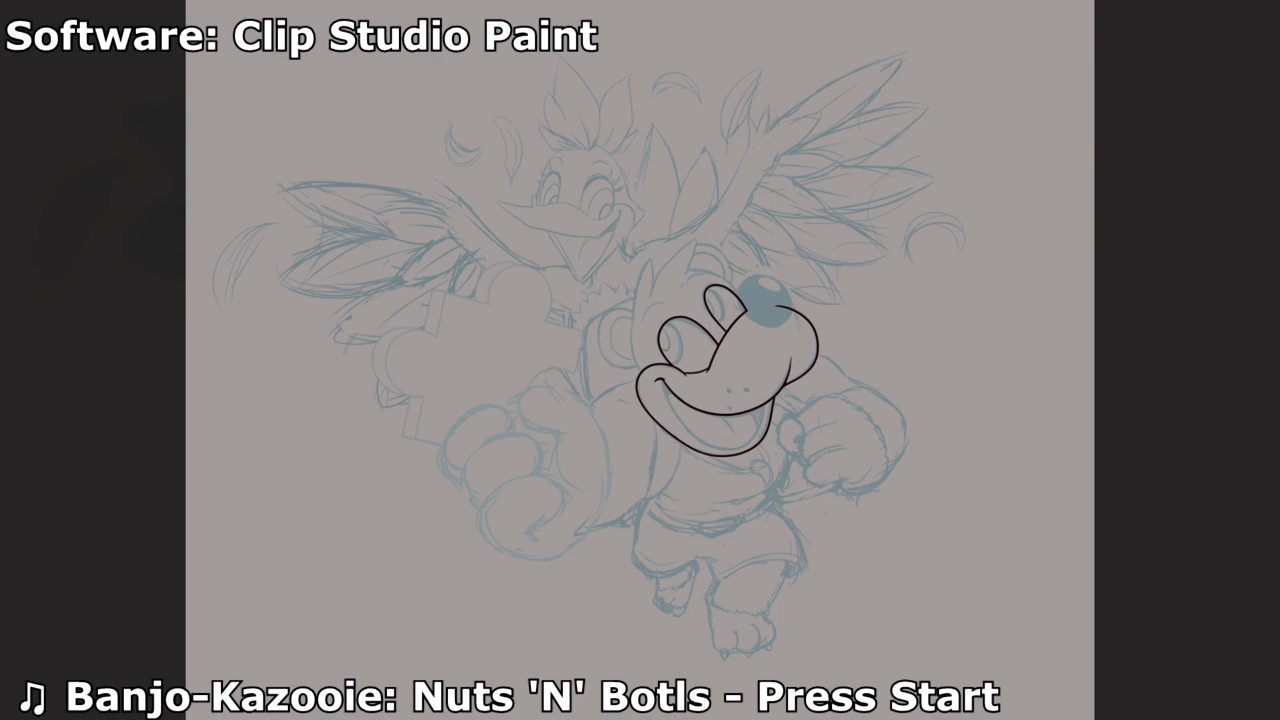 Software: Clip Studio Paint
♫ Banjo-Kazooie: Nuts 'N' Botls - Press Start